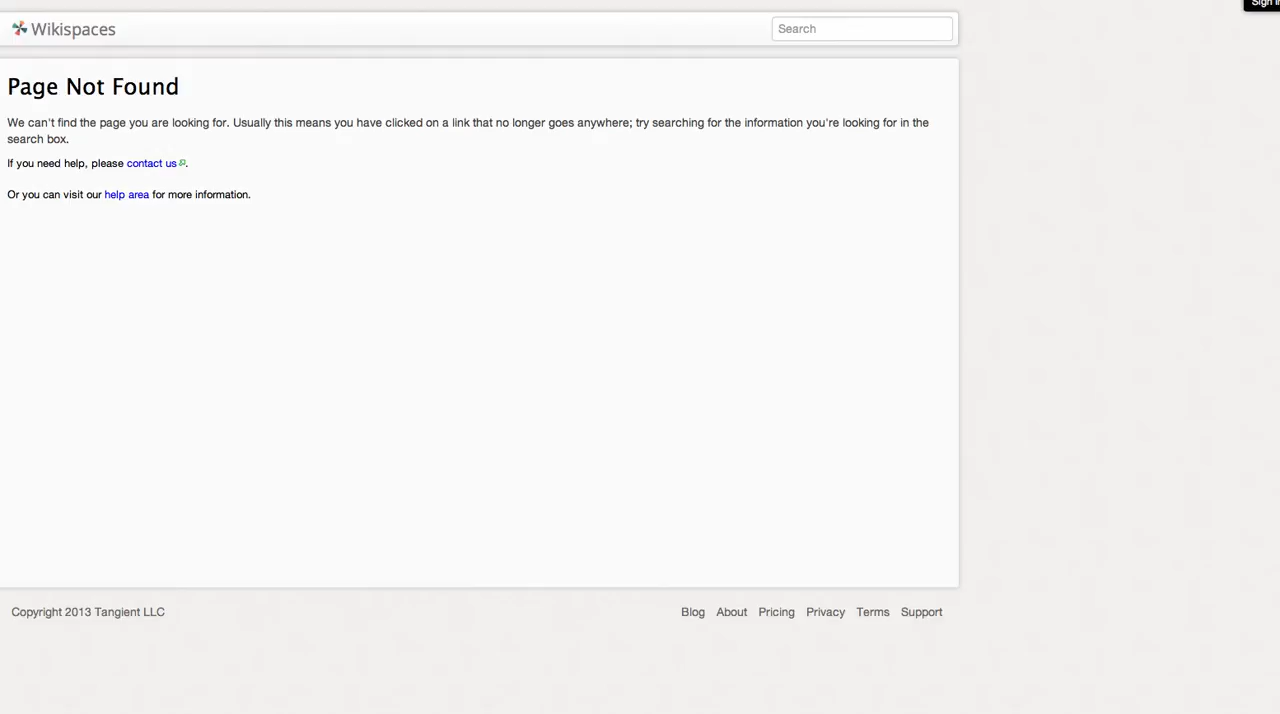 Sign
Wikispaces
Search
Page Not Found
We can't find the page you are looking for. Usually this means you have clicked on a link that no longer goes anywhere; try searching for the information you're looking for in the
search box.
If you need help, please contact us.
Or you can visit our help area for more information.
Copyright 2013 Tangient LLC
Blog About Pricing Privacy Terms Support